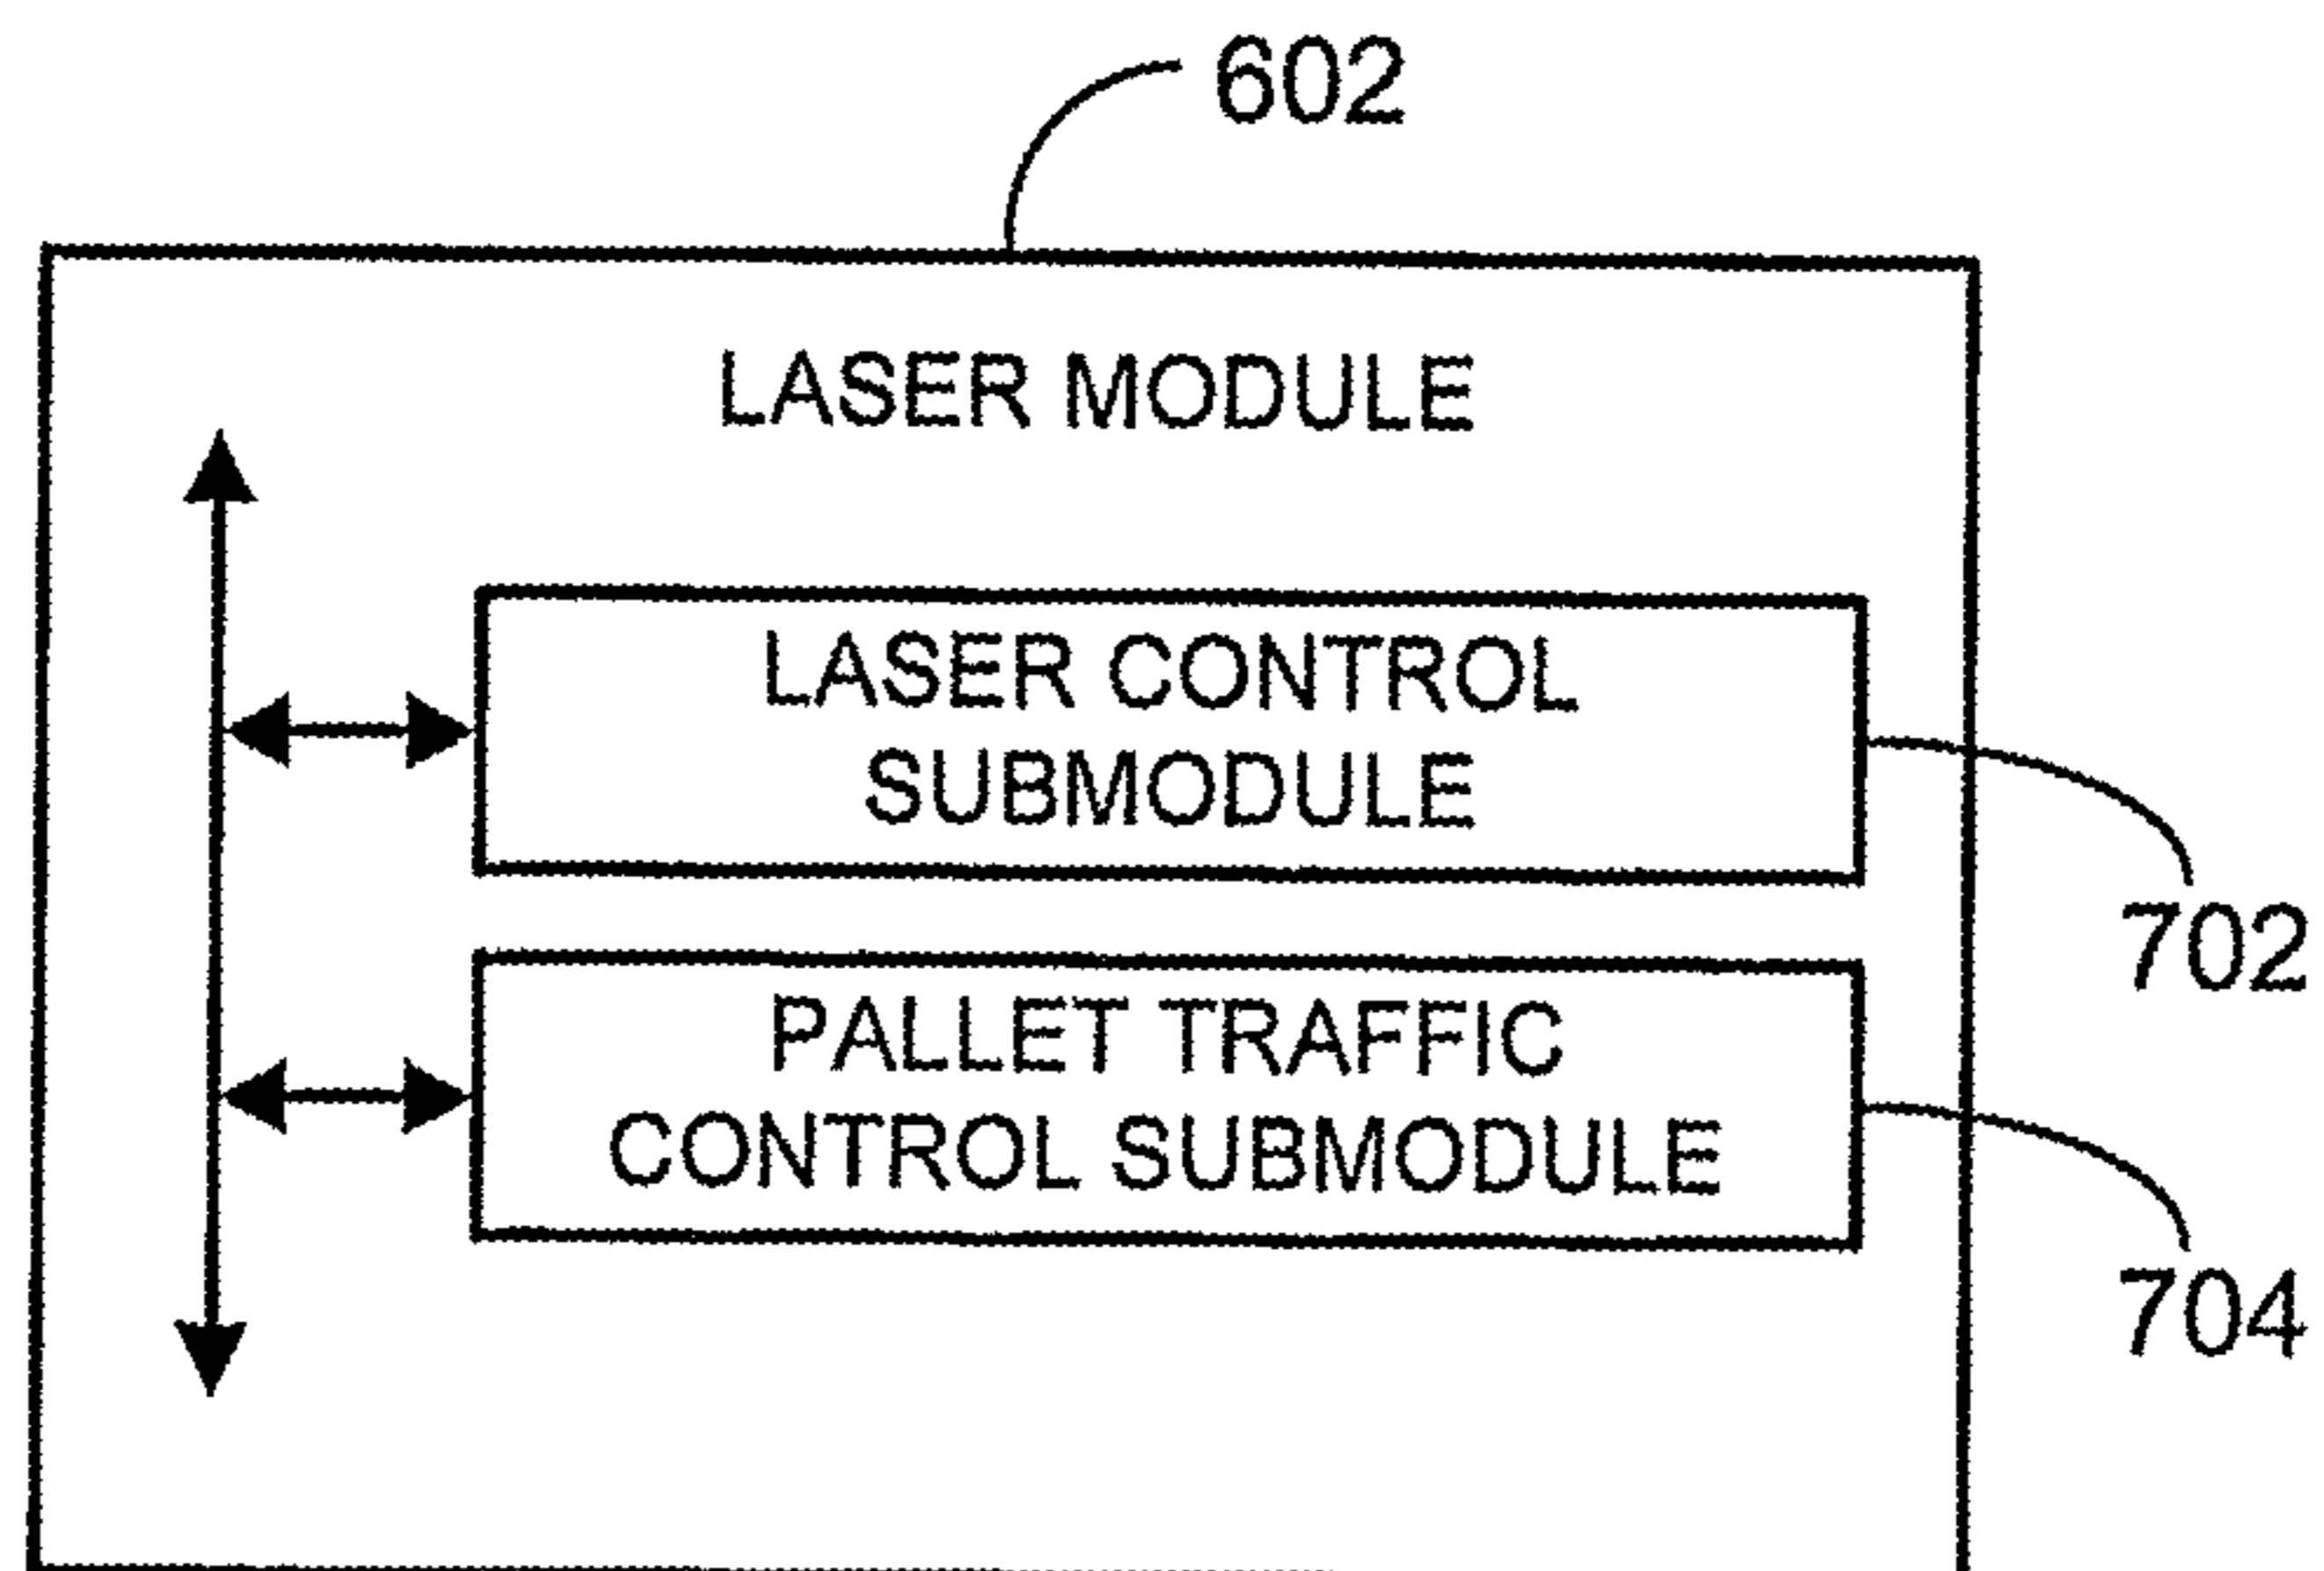 602
LASER MODULE
LASER CONTROL
SUBMODULE
702
PALLET TRAFFIC
CONTROL SUBMODULE
704